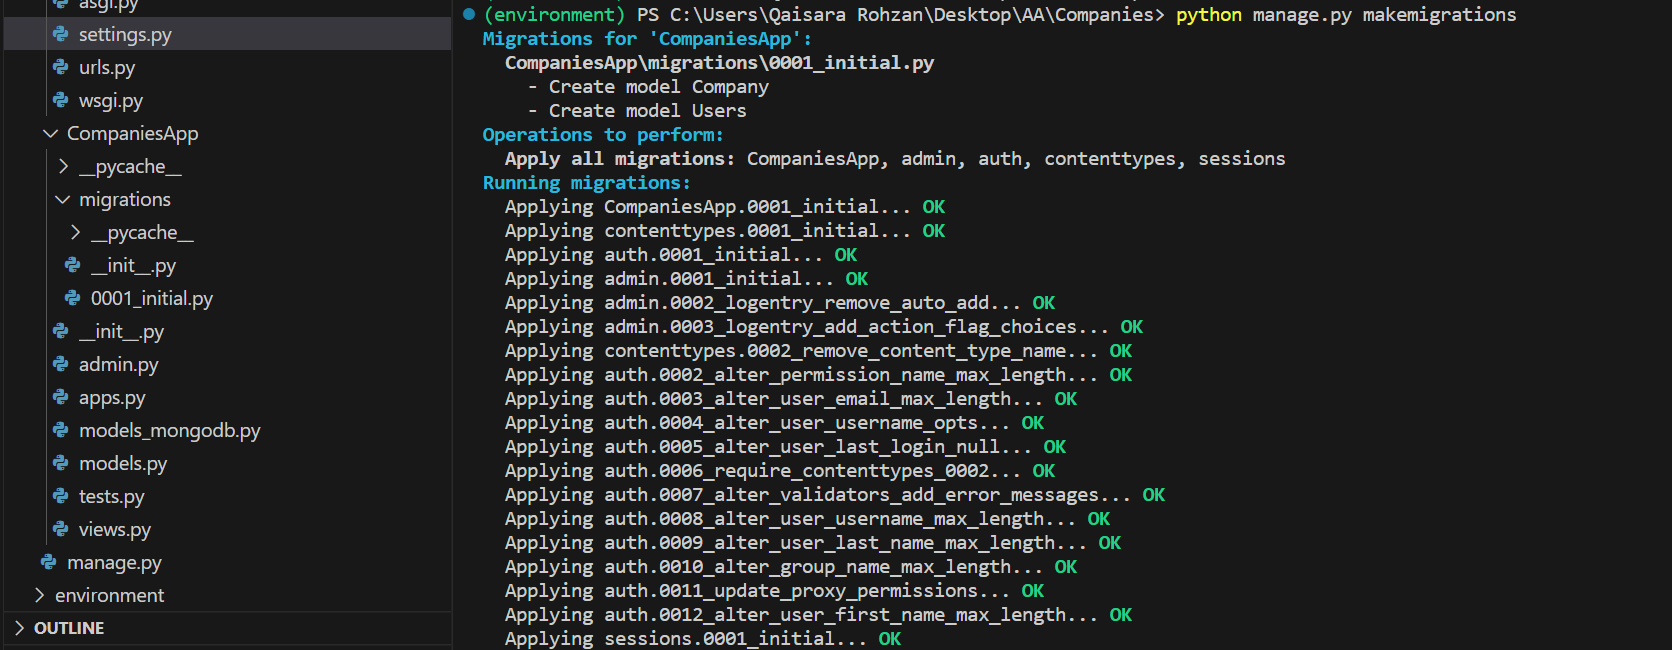 asgi.py
settings.py
urls.py
wsgi.py
CompaniesApp
__pycache__
migrations
__pycache__
__init__.py
0001_initial.py
__init__.py
admin.py
apps.py
models_mongodb.py
models.py
tests.py
views.py
manage.py
environment
OUTLINE
(environment) PS C:\Users\Qaisara Rohzan\Desktop\AA\Companies> python manage.py makemigrations
Migrations for 'CompaniesApp':
CompaniesApp\migrations\0001_initial.py
- Create model Company
- Create model Users
Operations to perform:
Apply all migrations: CompaniesApp, admin, auth, contenttypes, sessions
Running migrations:
Applying CompaniesApp.0001_initial... OK
Applying contenttypes.0001_initial... OK
Applying auth.0001_initial... OK
Applying admin.0001_initial... OK
Applying admin.0002_logentry_remove_auto_add... OK
Applying admin.0003_logentry_add_action_flag_choices... OK
Applying contenttypes.0002_remove_content_type_name... OK
Applying auth.0002_alter_permission_name_max_length... OK
Applying auth.0003_alter_user_email_max_length... OK
Applying auth.0004_alter_user_username_opts... OK
Applying auth.0005_alter_user_last_login_null... OK
Applying auth.0006_require_contenttypes_0002... OK
Applying auth.0007_alter_validators_add_error_messages... OK
Applying auth.0008_alter_user_username_max_length... OK
Applying auth.0009_alter_user_last_name_max_length... OK
Applying auth.0010_alter_group_name_max_length... OK
Applying auth.0011_update_proxy_permissions... OK
Applying auth.0012_alter_user_first_name_max_length... OK
Applying sessions.0001_initial... OK